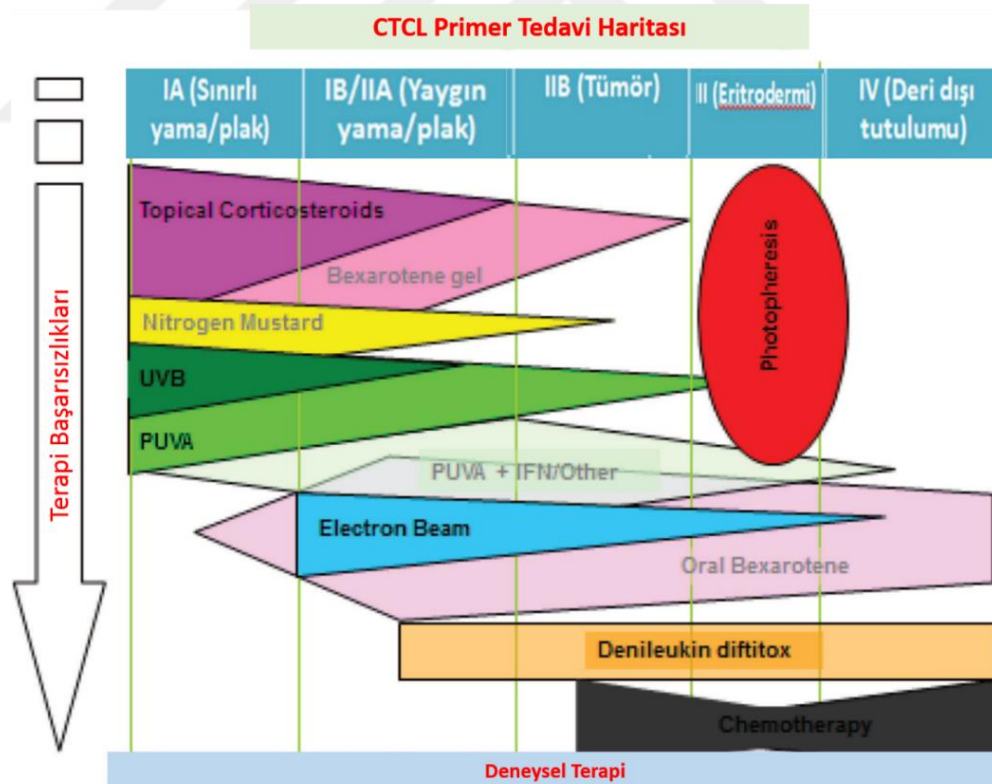 CTCL Primer Tedavi Haritası
IA (Sınırlı
yama/plak)
IB/IIA (Yaygın
yama/plak)
IIB (Tümör)
III (Eritrodermi)
IV (Deri dışı
tutulumu)
Terapi Başarısızlıkları
Topical Corticosteroids
Bexarotene gel
Nitrogen Mustard
UVB
PUVA
Photopheresis
PUVA + IFN/Other
Electron Beam
Oral Bexarotene
Denileukin diftitox
Chemotherapy
Deneysel Terapi